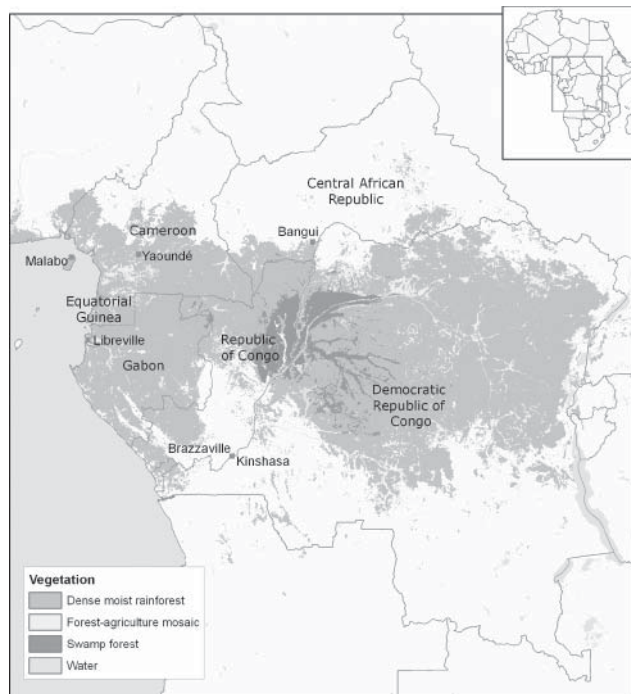 Central African
Republic
Cameroon
Bangui
Malabo
Yaoundé
Equatorial
Guinea
Libreville
Republic
of Congo
Gabon
Democratic
Republic of
Congo
Brazzaville
Kinshasa
Vegetation
Dense moist rainforest
Forest-agriculture mosaic
Swamp forest
Water